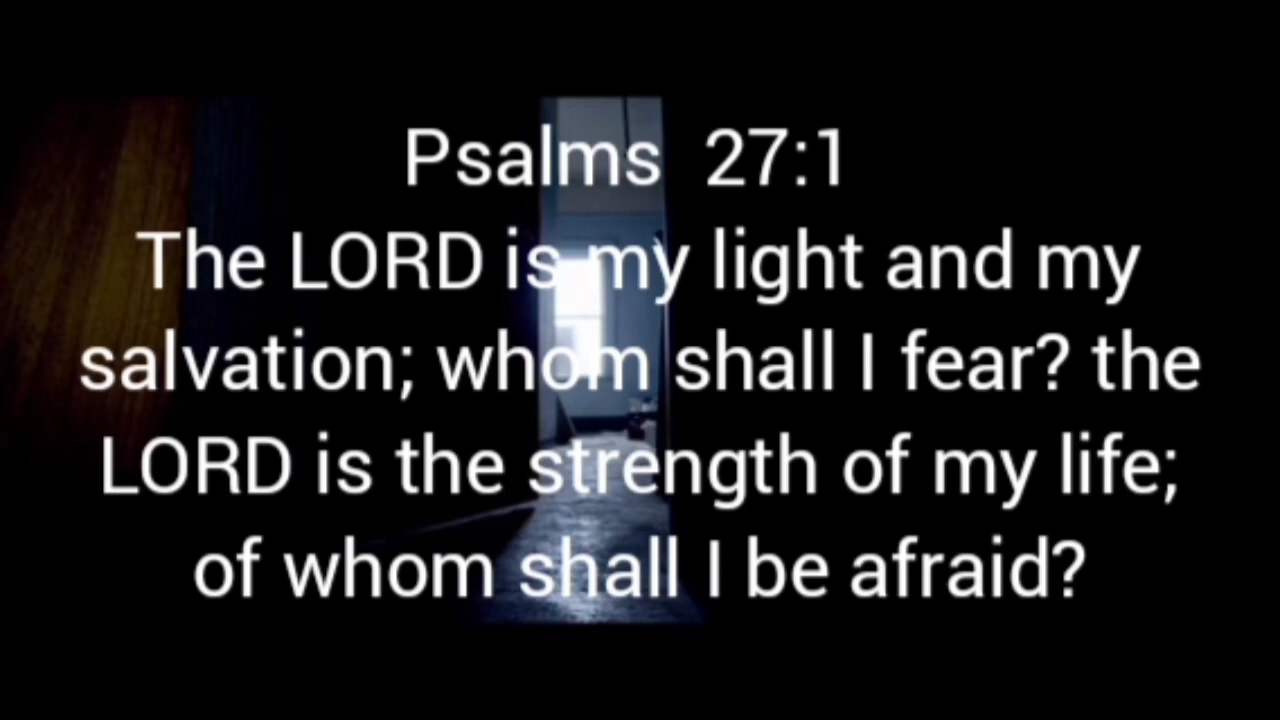 Psalms 27:1
The LORD is my light and my
salvation; whom shall I fear? the
LORD is the strength of my life;
of whom shall I be afraid?